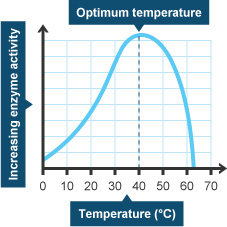 Optimum temperature
Increasing enzyme activity
0 10 20 30 40 50 60 70
Temperature (°C)